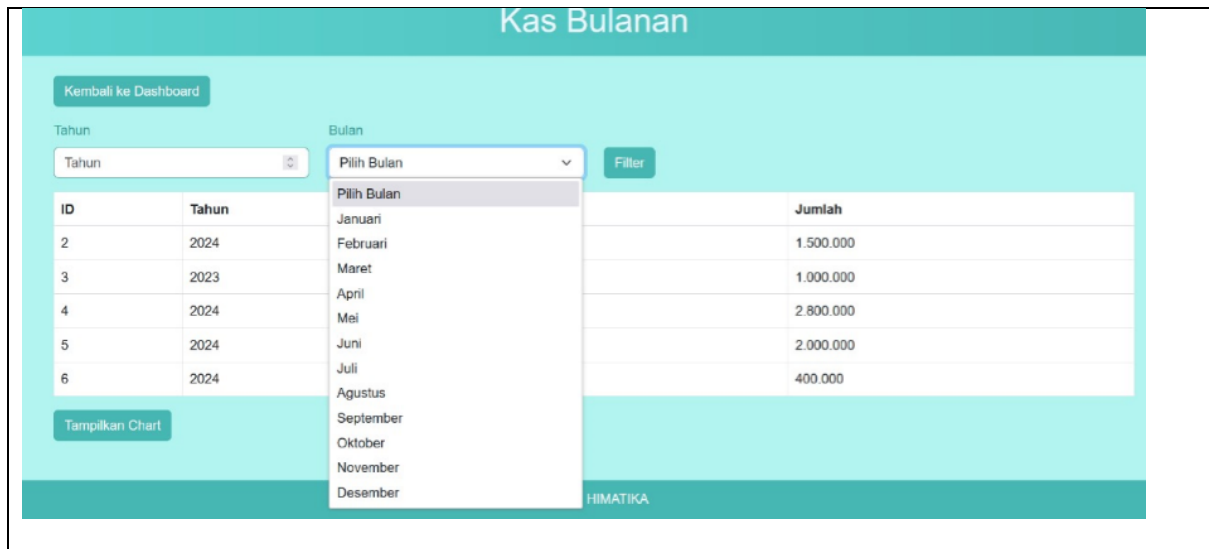 Kas Bulanan
Kembali ke Dashboard
Tahun Bulan
Tahun Pilih Bulan Filter
Pilih Bulan
ID Tahun Jumlah
Januari
2 2024 Februari 1.500.000
Maret
3 2023 1.000.000
April
4 2024 2.800.000
Mei
5 2024 Juni 2.000.000
Juli
6 2024 400.000
Agustus
Tampilkan Chart September
Oktober
November
Desember
HIMATIKA